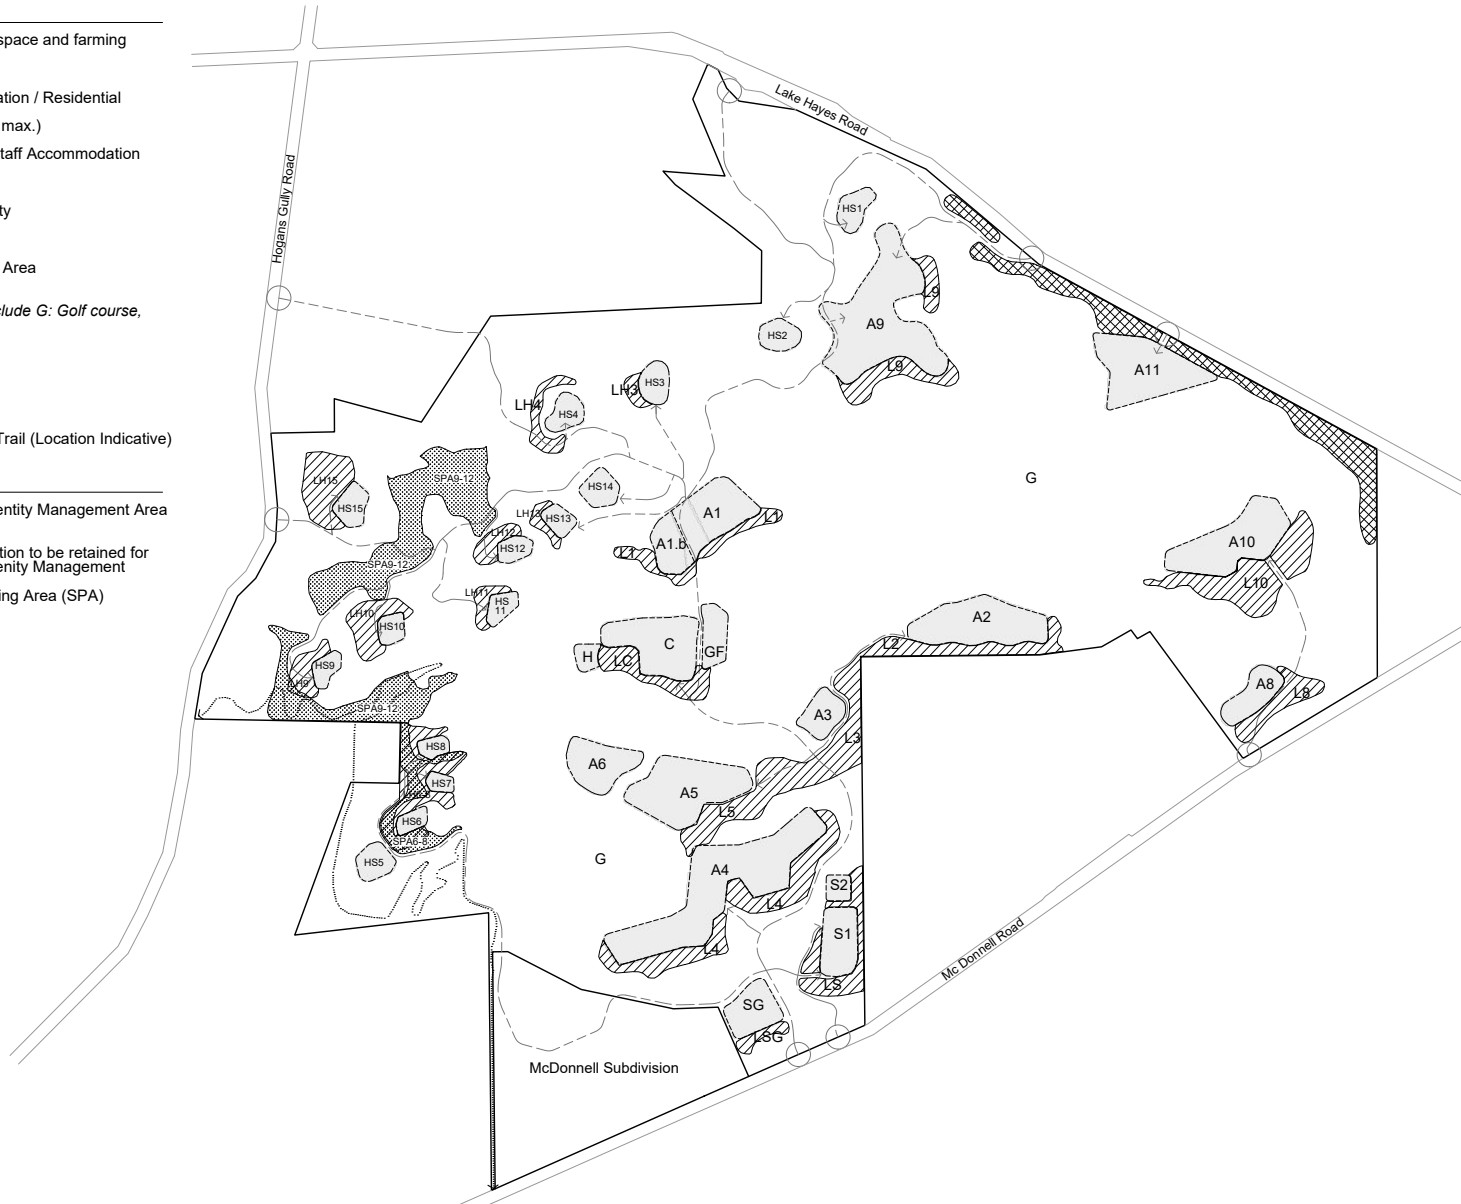 space and farming
ation / Residential
max.)
taff Accommodation
ty
Area
clude G: Golf course,
Trail (Location Indicative)
enity Management Area
tion to be retained for
enity Management
ing Area (SPA)
Lake Hayes Road
Hogans Gully Road
HS1
L9
A9
HS2
L9
A11
HS3
LH3
LH4
HS4
G
LH15
SPA9-12
HS14
HS15
LH13
HS13
A1
L1
LH12
HS12
A1.b
L1
A10
SPA9-12
L10
LH11
HS
11
LH10
HS10
A2
C
L2
GF
H
LC
HS9
LH9
A8
L8
SPA9-12
A3
L3
HS8
A6
HS7
A5
L5
HS6
SPA6-8
HS5
G
A4
S2
L4
S1
L4
Mc Donnell Road
LS
SG
LSG
McDonnell Subdivision